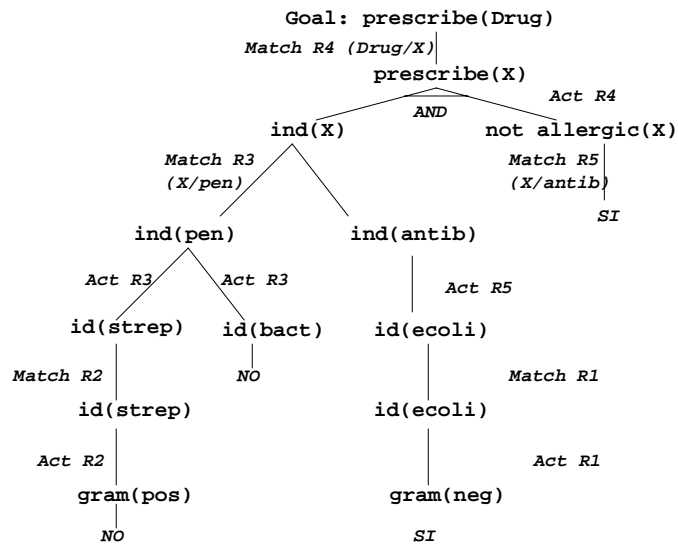 Goal: prescribe(Drug)
Match R4 (Drug/X)
prescribe(X)
Act R4
AND
ind(X)
not allergic(X)
Match R3
(X/pen)
Match R5
(X/antib)
SI
ind(pen)
ind(antib)
Act R3
Act R3
Act R5
id(strep)
id(bact)
id(ecoli)
Match R2
NO
Match R1
id(strep)
id(ecoli)
Act R2
Act R1
gram(pos)
gram(neg)
NO
SI